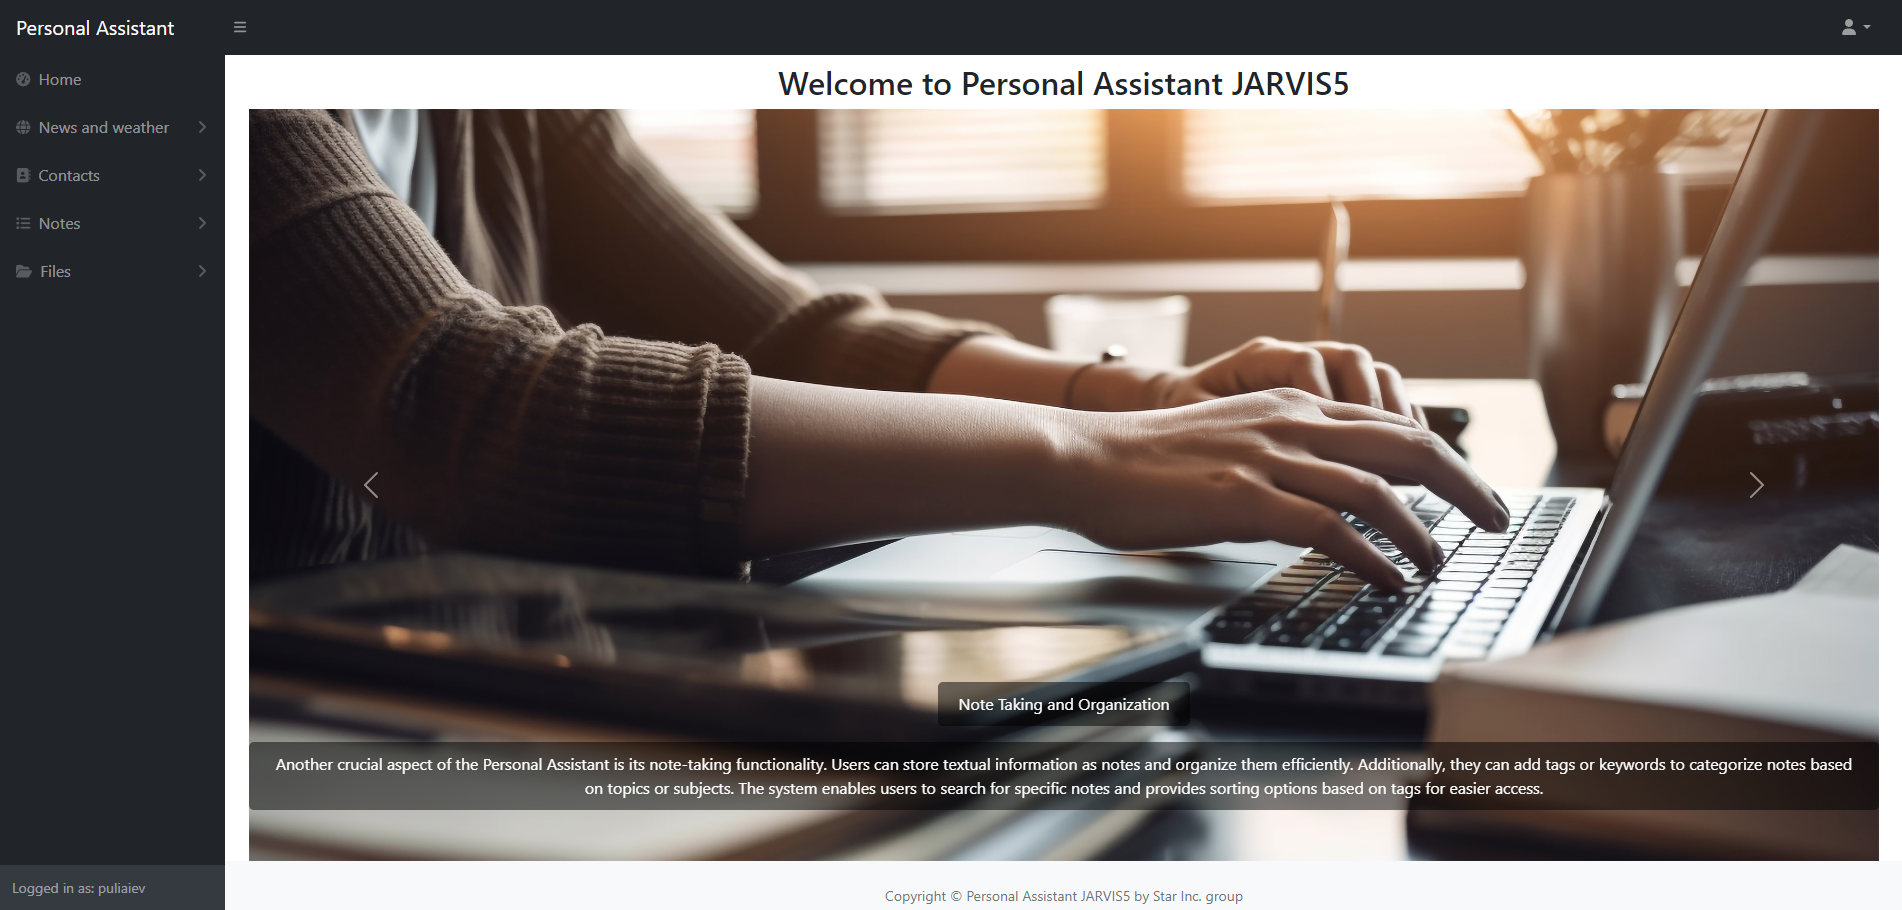 Personal Assistant
Home
News and weather
Contacts
Notes
Files
Logged in as: puliaiev
Welcome to Personal Assistant JARVIS5
Note Taking and Organization
Another crucial aspect of the Personal Assistant is its note-taking functionality. Users can store textual information as notes and organize them efficiently. Additionally, they can add tags or keywords to categorize notes based
on topics or subjects. The system enables users to search for specific notes and provides sorting options based on tags for easier access.
Copyright © Personal Assistant JARVIS5 by Star Inc. group